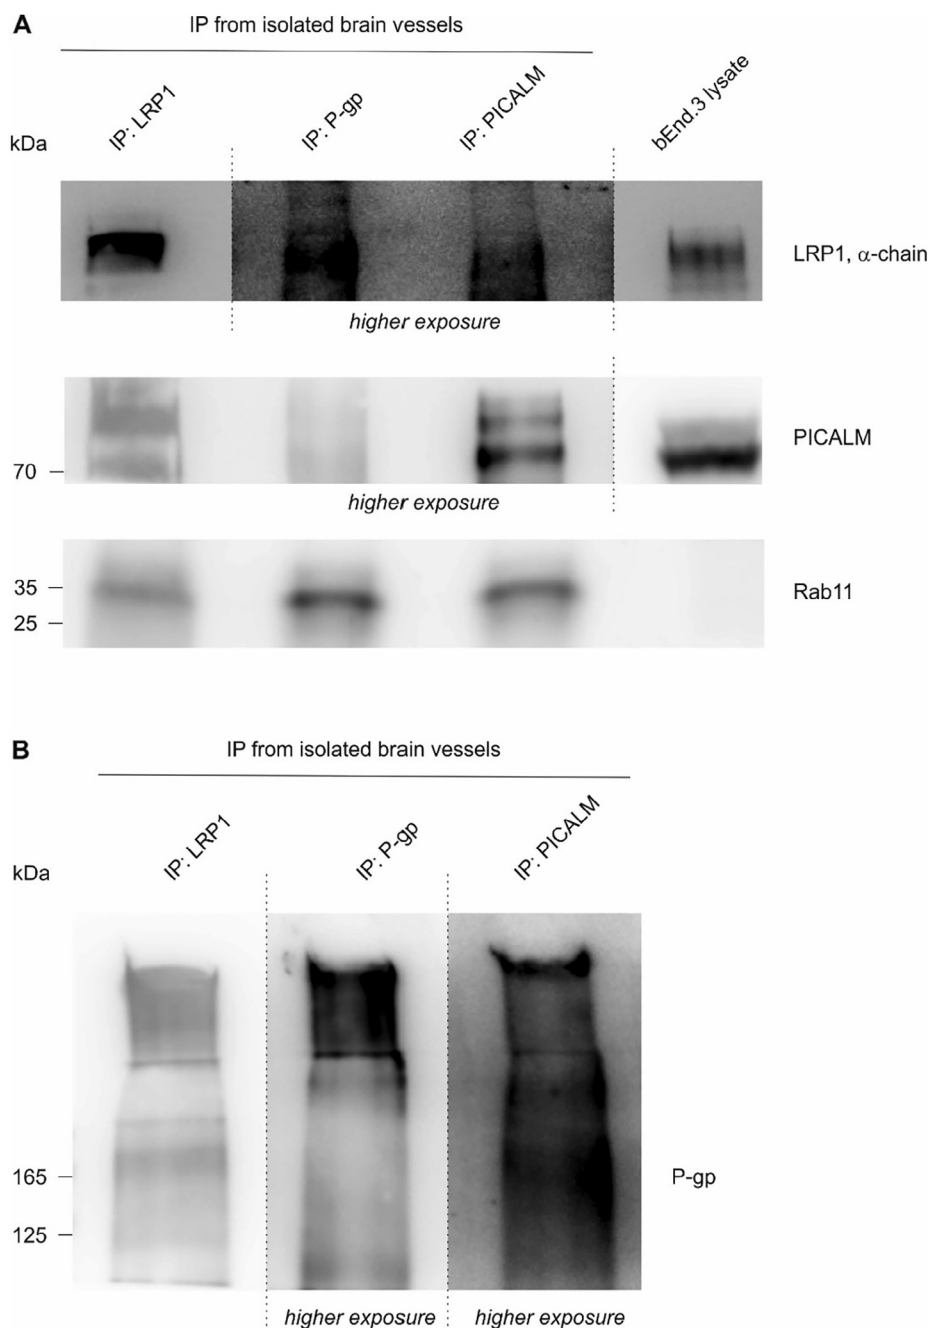 A
IP from isolated brain vessels
IP: LRP1
IP: P-gp
IP: PICALM
bEnd.3 lysate
kDa
LRP1, α-chain
higher exposure
PICALM
70
higher exposure
35
Rab11
25
B
IP from isolated brain vessels
IP: LRP1
IP: P-gp
IP: PICALM
kDa
165
P-gp
125
higher exposure
higher exposure